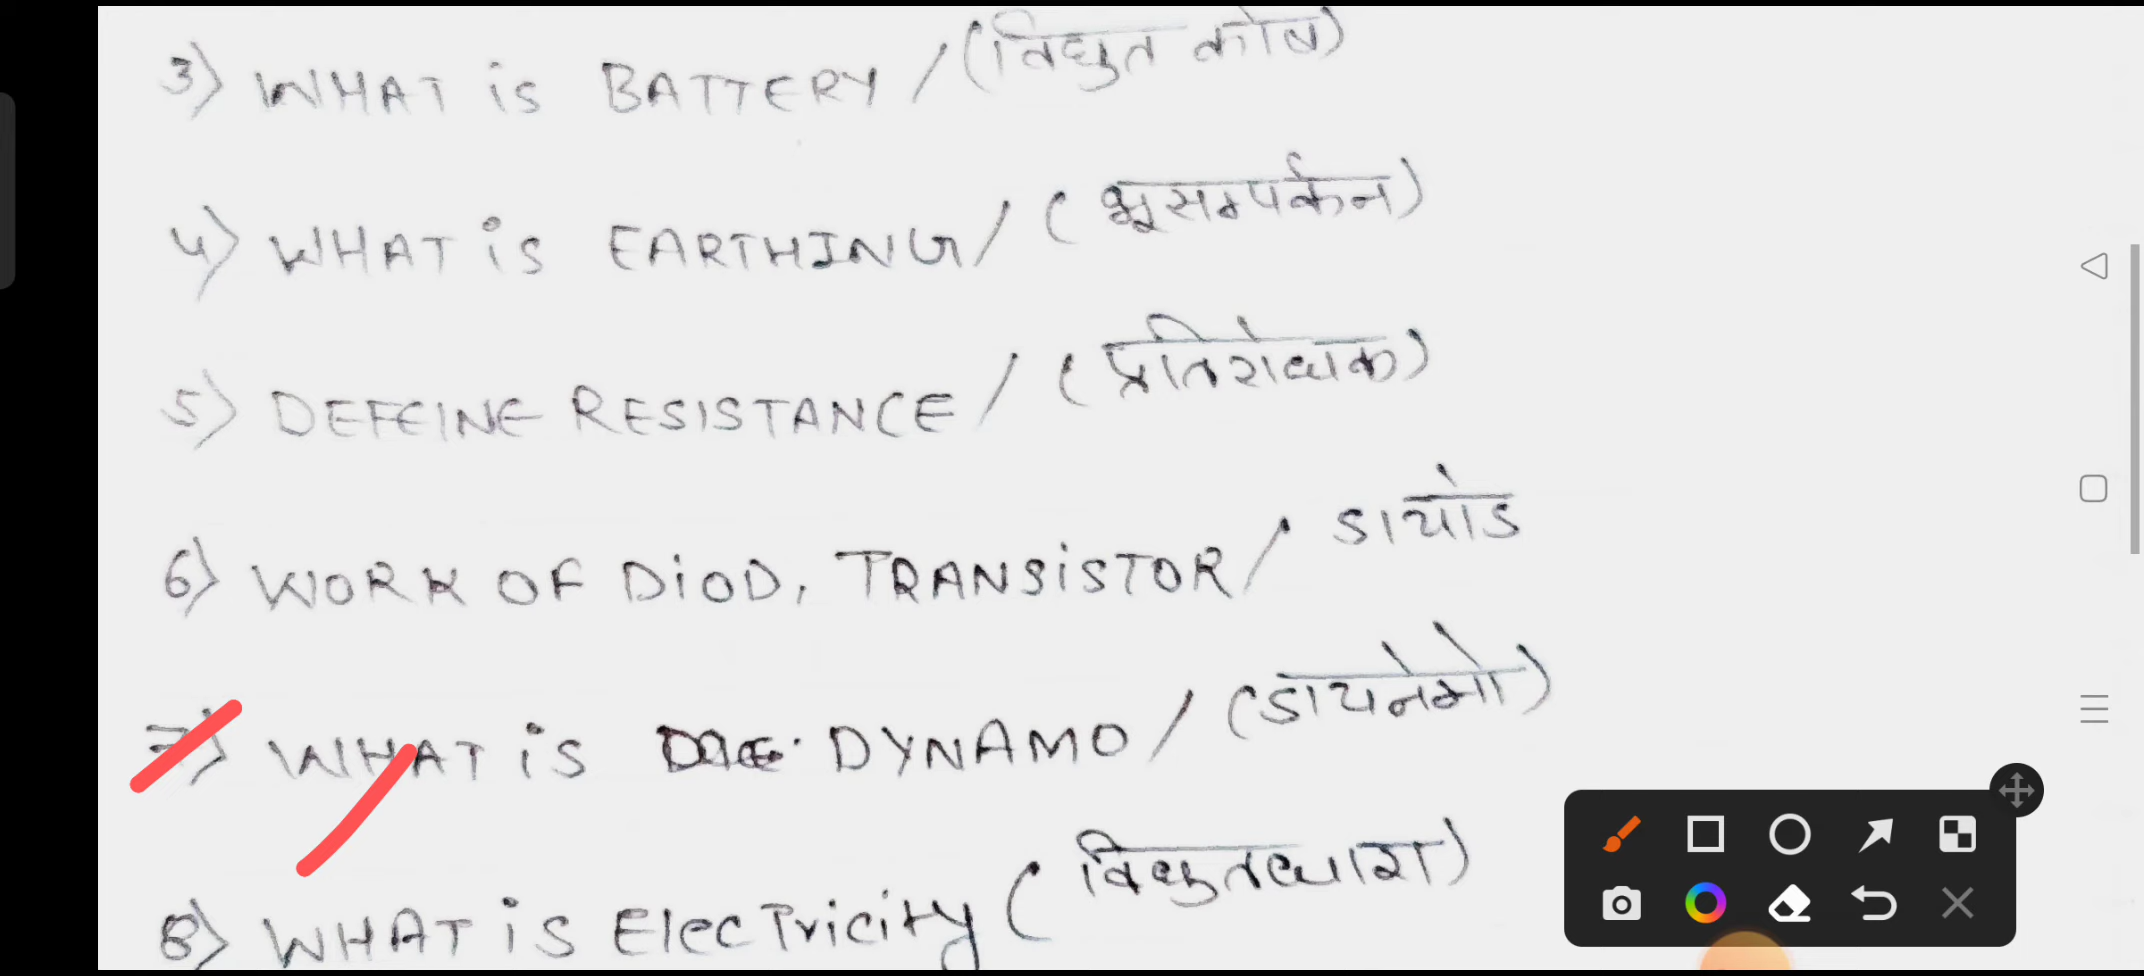 3) WHAT is BATTERY / (विधुत कोष)
4) WHAT is EARTHING / (भूसम्पर्कन)
5) DEFEINE RESISTANCE / (प्रतिरोधक)
6) WORK OF DiOD, TRANSiSTOR / डायोड
7) WHAT is DYNAMO / (डायनेमो)
8) WHAT is ElecTricity (विधुतधारा)